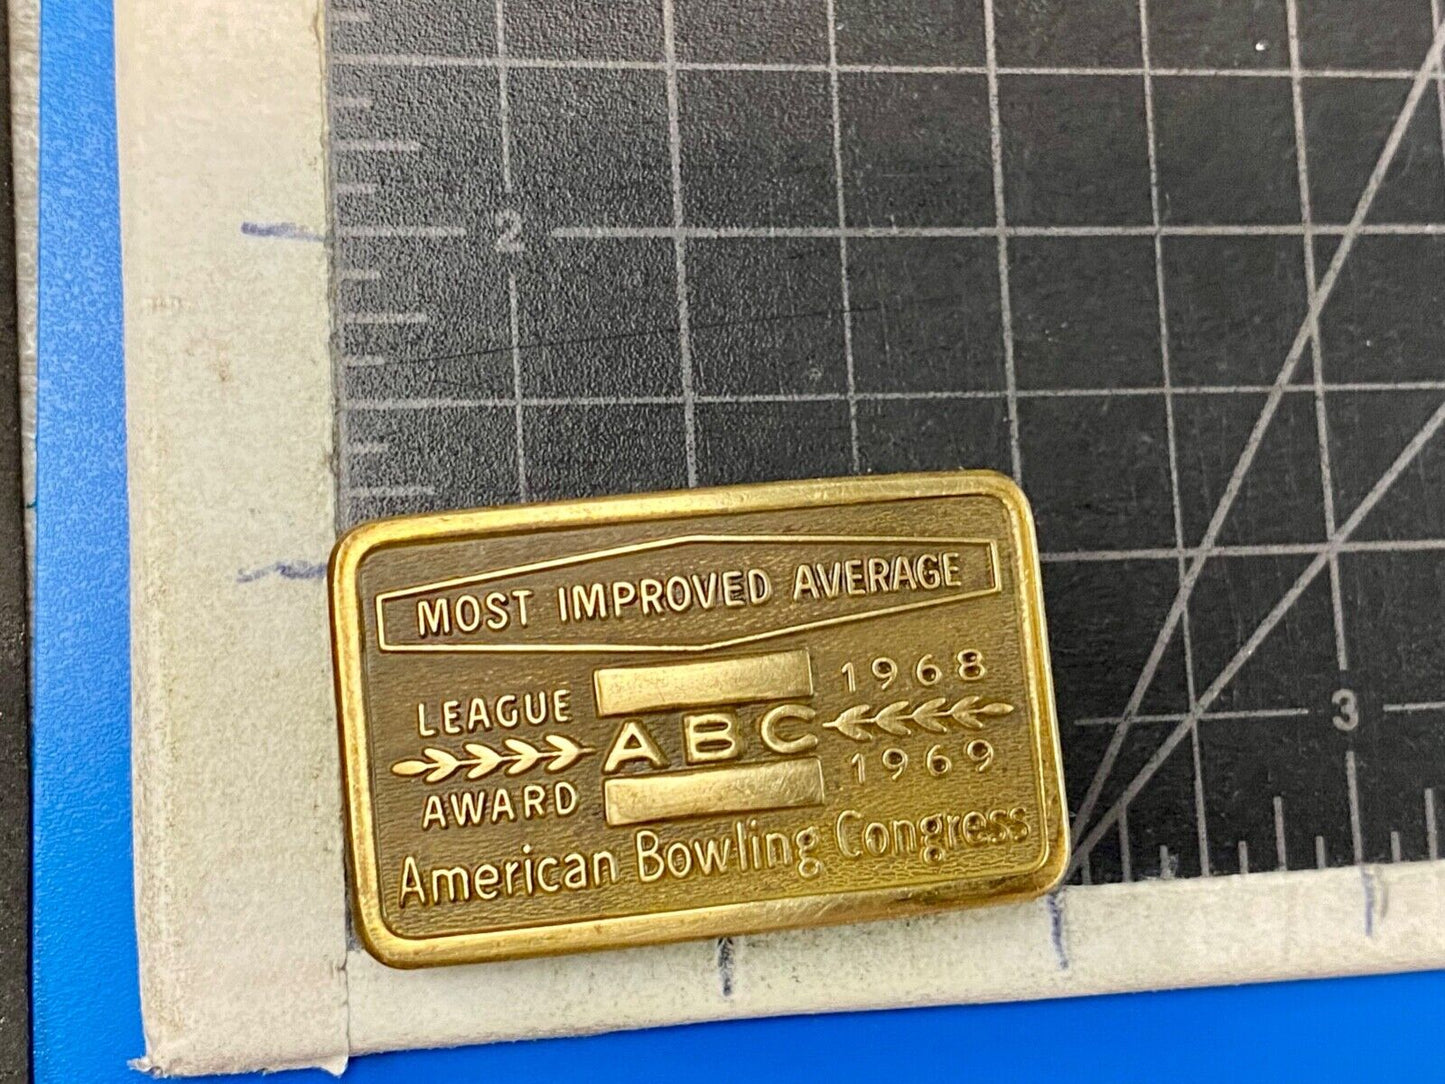 2
MOST IMPROVED AVERAGE
LEAGUE 1968
ABC
AWARD 1969
American Bowling Congress
3